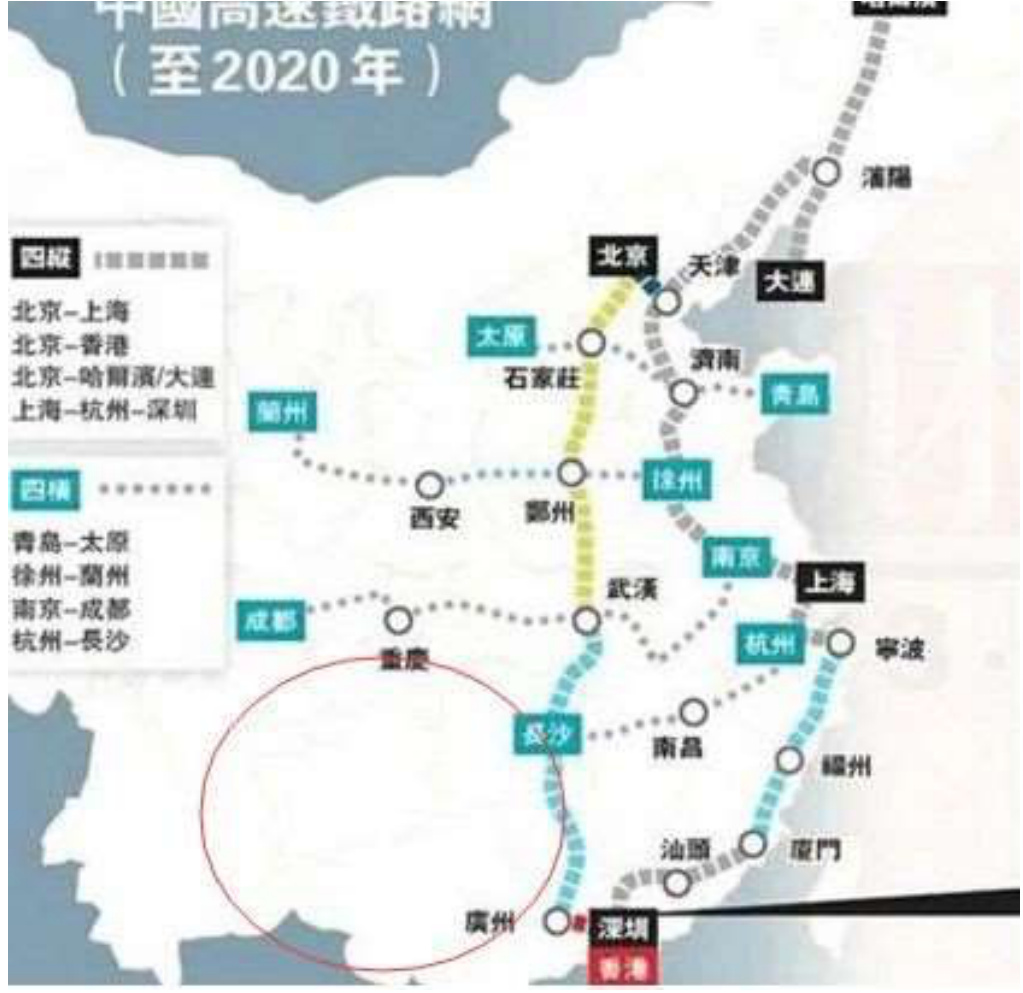 中國高速鐵路網
(至2020年)
哈爾濱
瀋陽
四縱
北京–上海
北京–香港
北京–哈爾濱/大連
上海–杭州–深圳
北京
天津
大連
太原
石家莊
濟南
青島
蘭州
四橫
青島–太原
徐州–蘭州
南京–成都
杭州–長沙
西安
鄭州
徐州
南京
上海
成都
重慶
武漢
杭州
寧波
長沙
南昌
福州
汕頭
廈門
廣州
深圳
香港